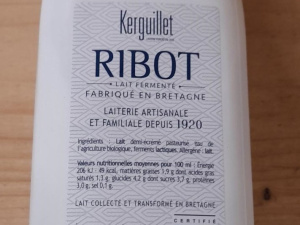 Kerguillet
RIBOT
LAIT FERMENTÉ
FABRIQUÉ EN BRETAGNE
LAITERIE ARTISANALE
ET FAMILIALE DEPUIS 1920
Ingrédients : Lait demi-écrémé pasteurisé issu de
l'agriculture biologique, ferments lactiques. Allergène : lait.
Valeurs nutritionnelles moyennes pour 100 ml : Énergie
206 kJ - 49 kcal, matières grasses 1,9 g dont acides gras
saturés 1,3 g, glucides 4,2 g dont sucres 3,7 g, protéines
3,0 g, sel 0,1 g.
LAIT COLLECTÉ ET TRANSFORMÉ EN BRETAGNE
CERTIFIÉ